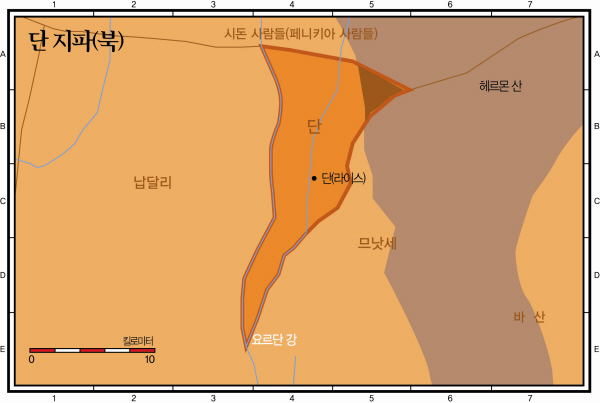 1 2 3 4 5 6 7
단 지파(북)
시돈 사람들(페니키아 사람들)
A A
헤르몬 산
B B
단
단(라이스)
납달리
C C
므낫세
D D
바 산
요르단 강
킬로미터
E E
0 10
1 2 3 4 5 6 7